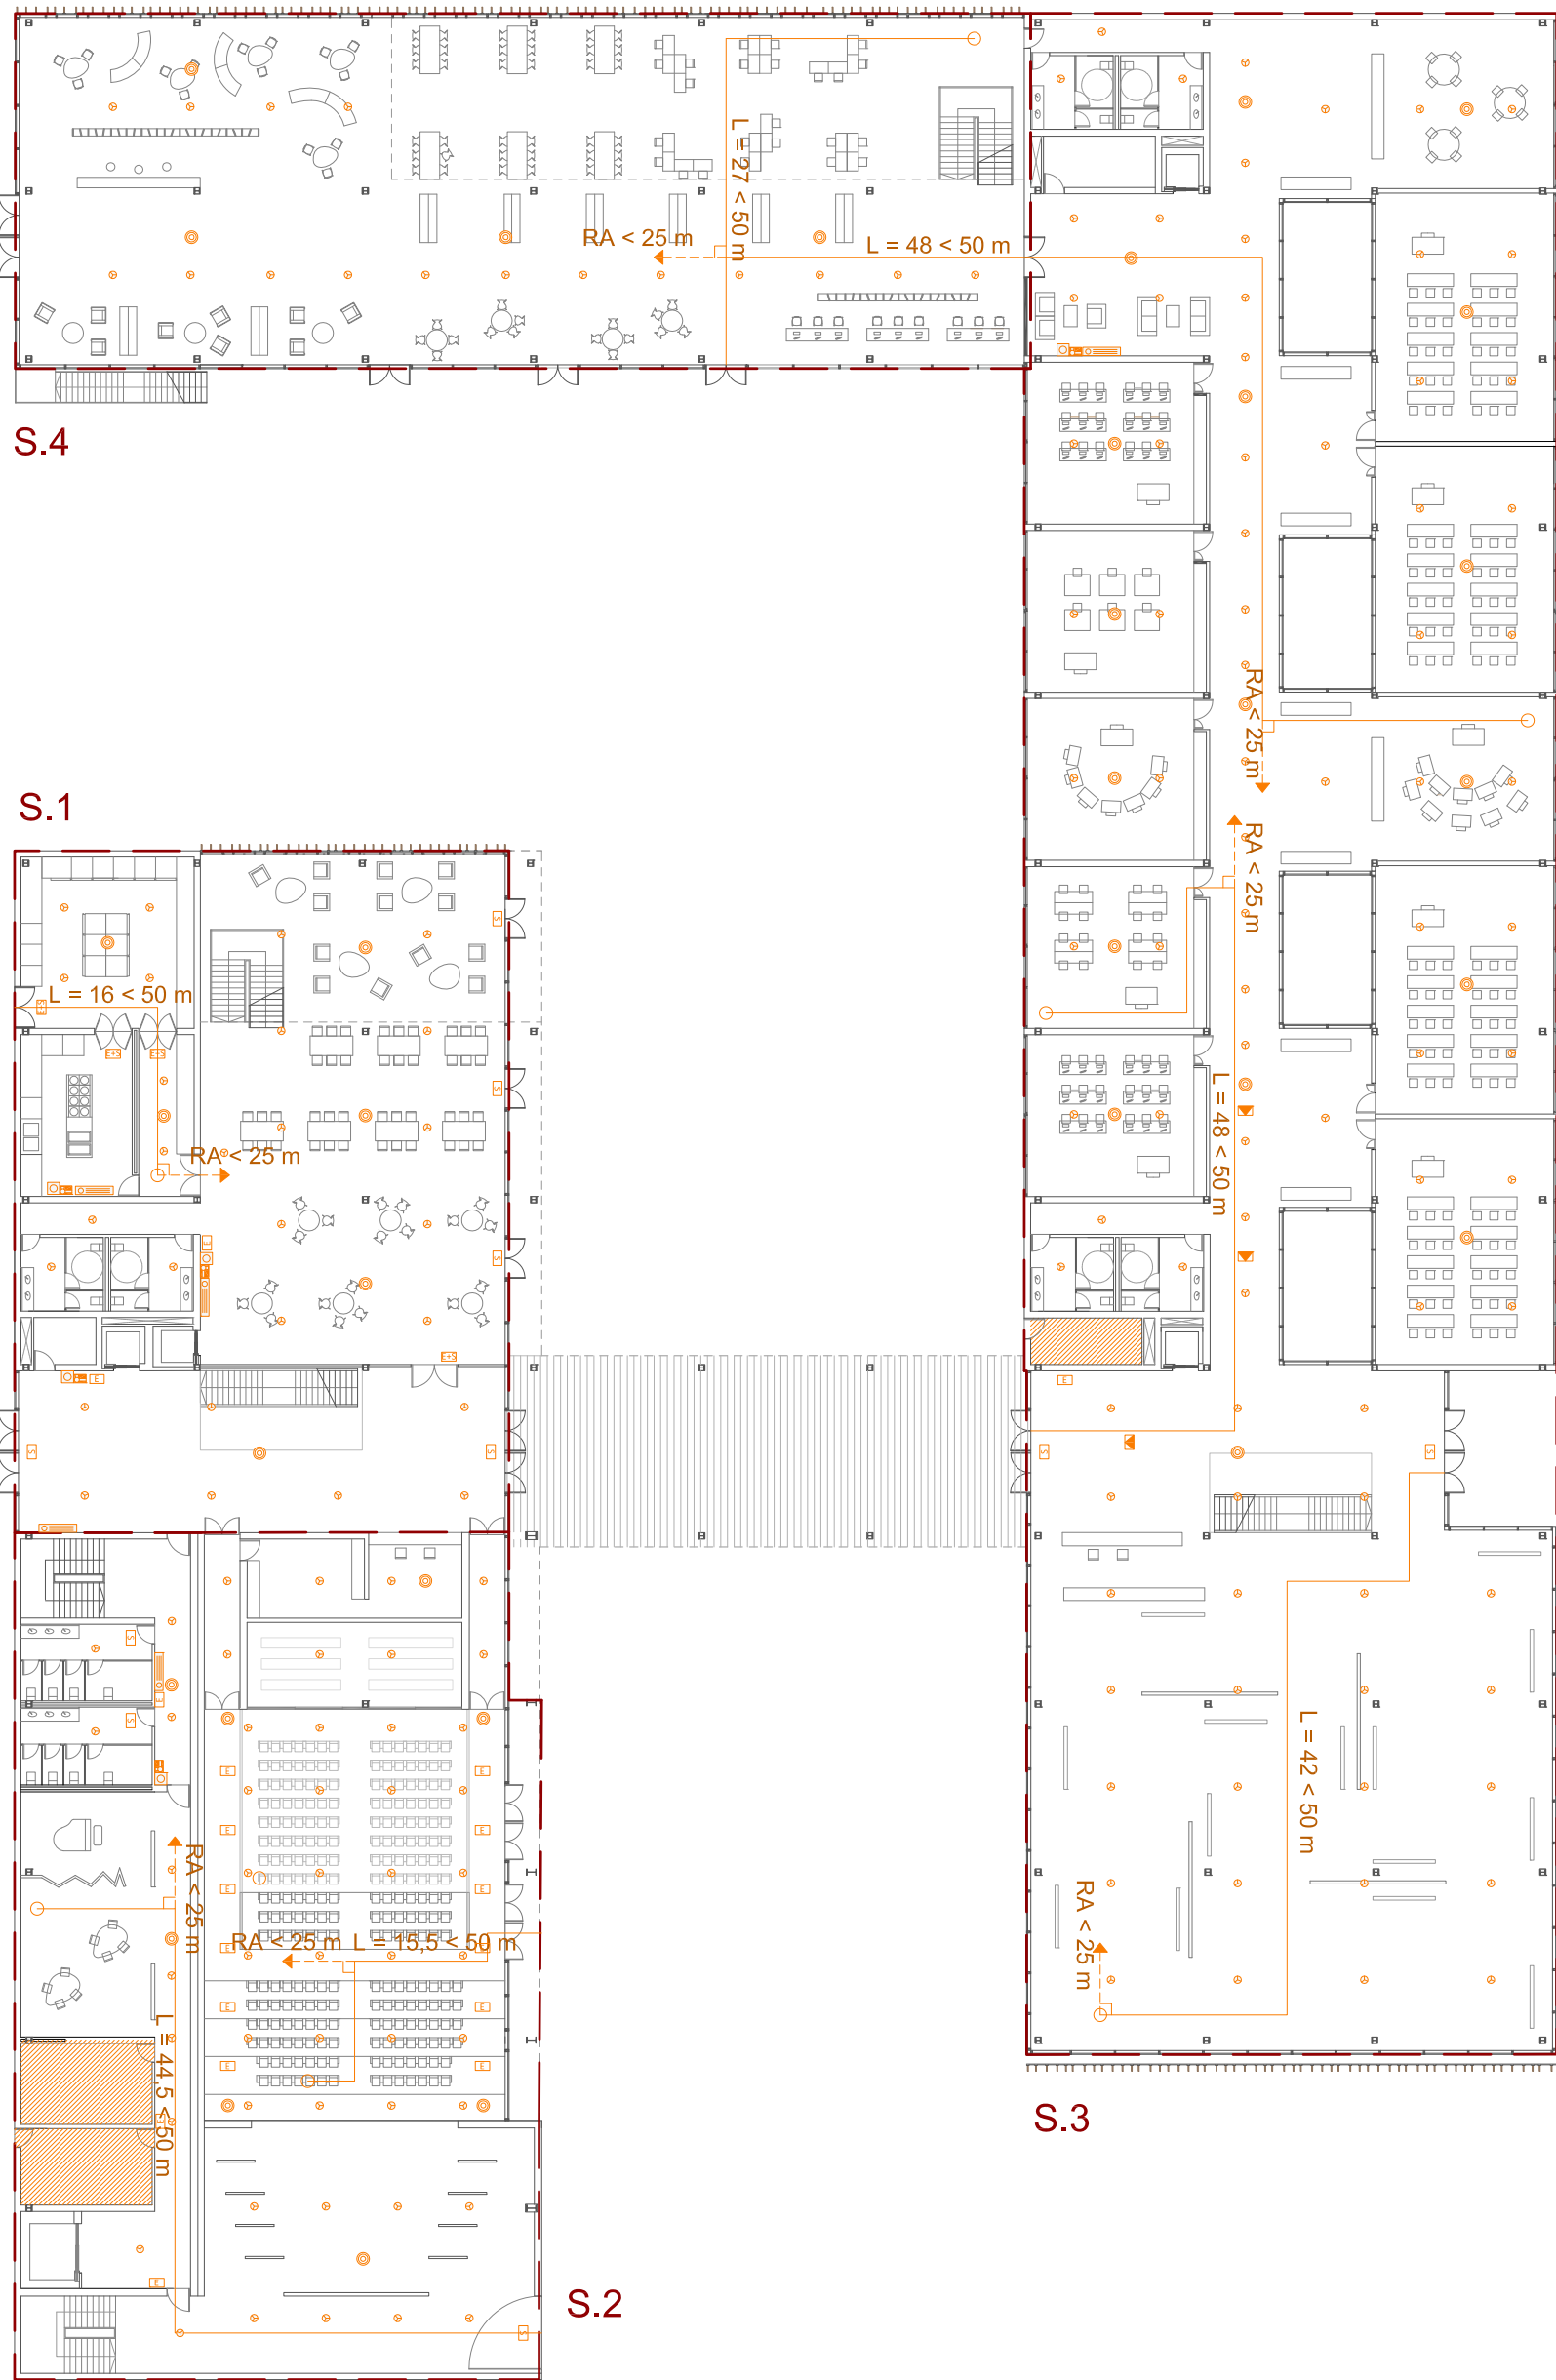 L = 27 < 50 m
RA < 25 m
L = 48 < 50 m
S.4
RA < 25 m
S.1
RA < 25 m
S
L = 16 < 50 m
E+S
E+S
E+S
S
L = 48 < 50 m
RA < 25 m
E
S
E+S
E
E
S
S
S
S
S
E
S
E
E
L = 42 < 50 m
E
E
RA < 25 m
E
E
RA < 25 m
E
E
RA < 25 m
L = 15,5 < 50 m
E
E
L = 44,5 < 50 m
E
E
E
S.3
E
S.2
S